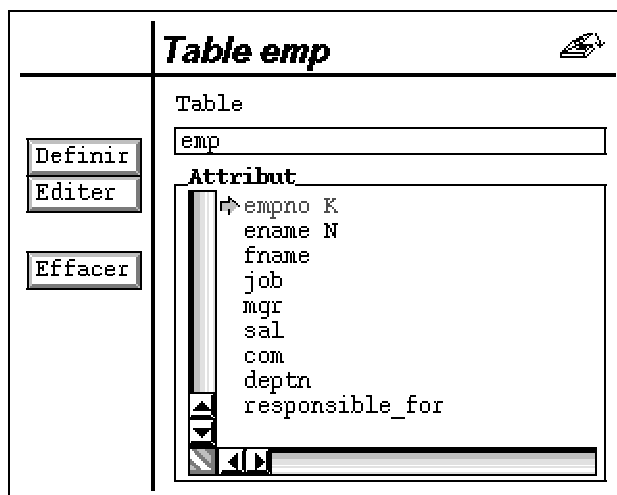 Table emp
Table
emp
Definir
Editer
Effacer
Attribut
empno K
ename N
fname
job
mgr
sal
com
deptn
responsible_for